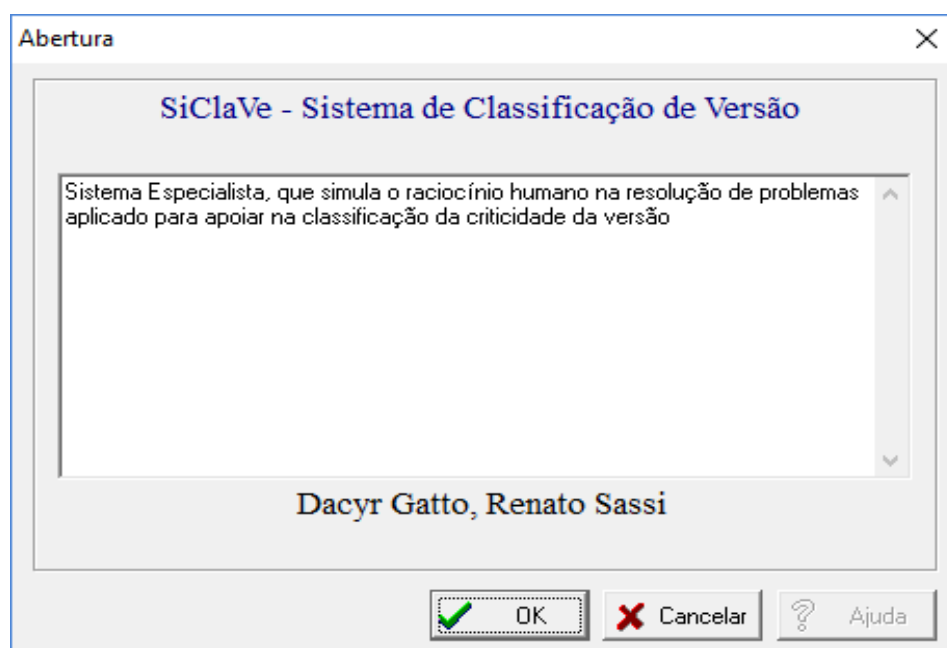 Abertura
SiClaVe - Sistema de Classificação de Versão
Sistema Especialista, que simula o raciocínio humano na resolução de problemas
aplicado para apoiar na classificação da criticidade da versão
Dacyr Gatto, Renato Sassi
OK Cancelar Ajuda